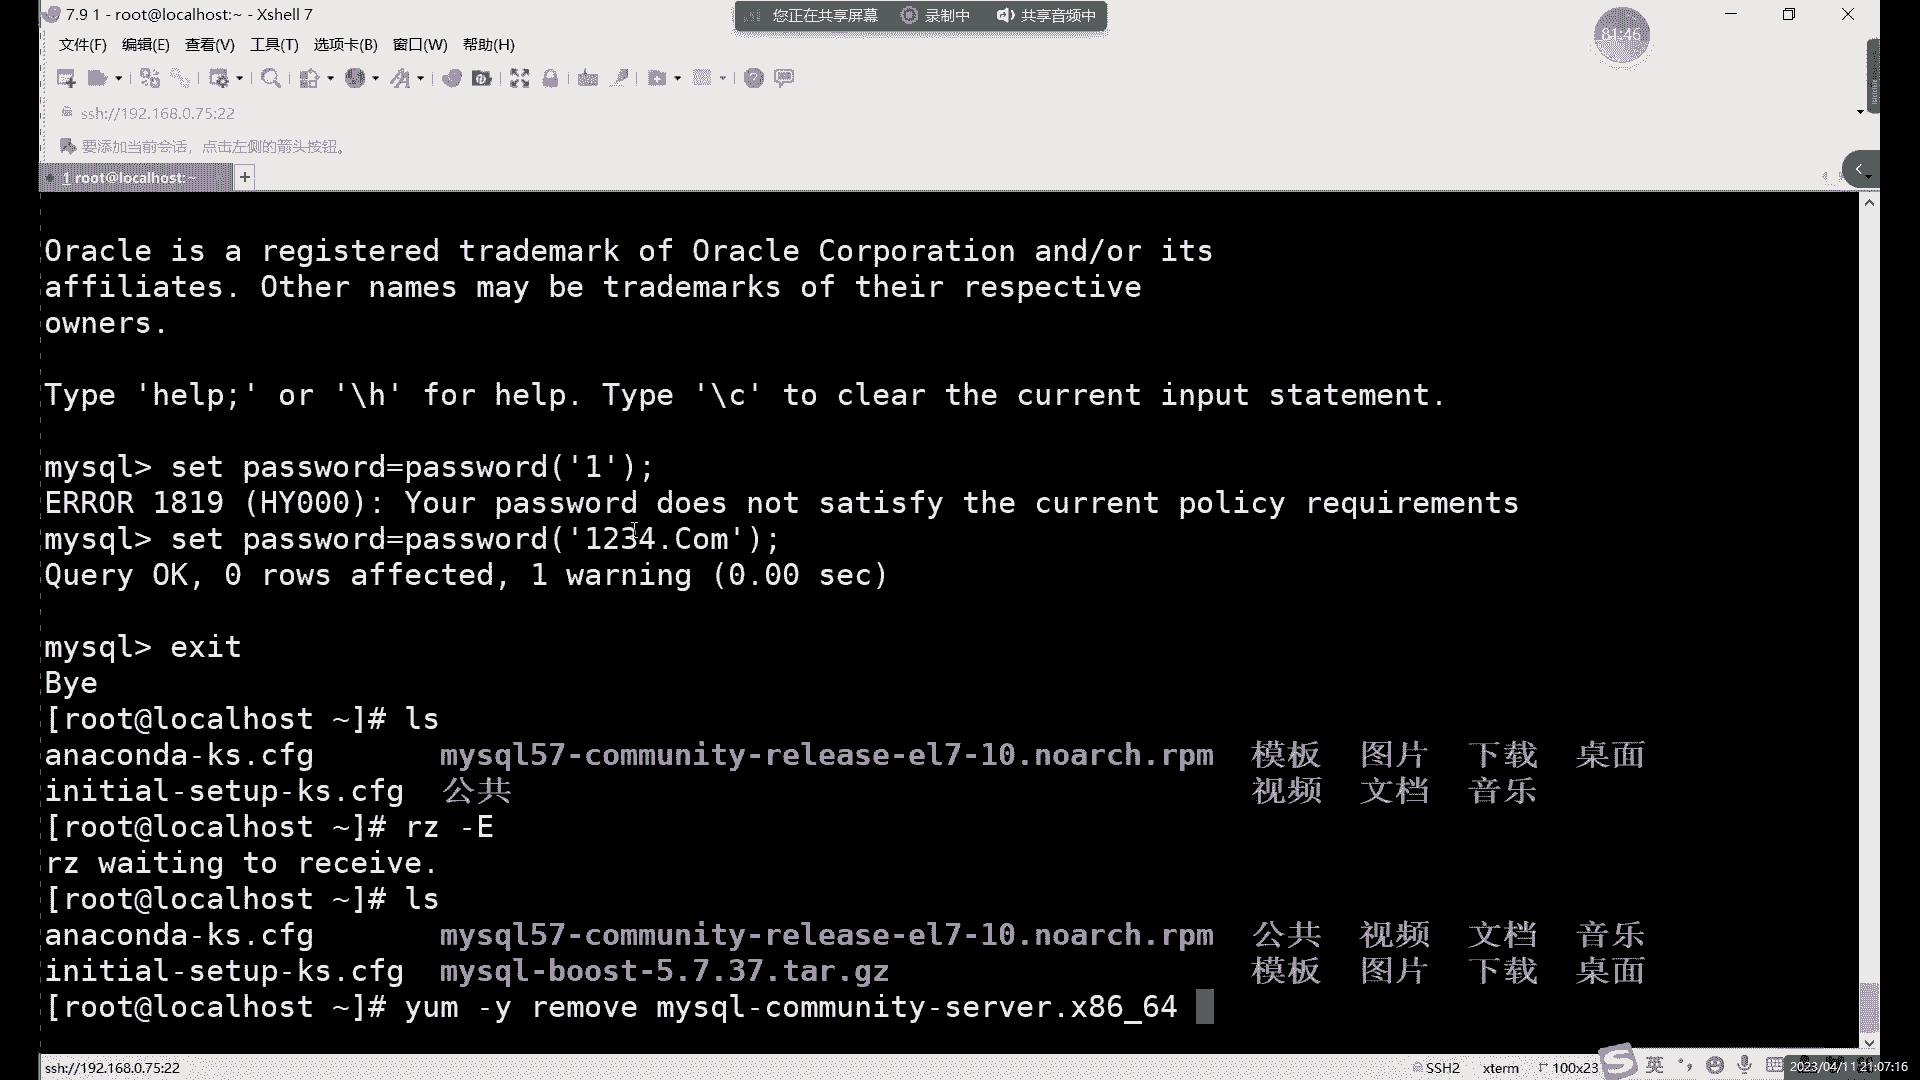 7.9 1 - root@localhost:~ - Xshell 7
您正在共享屏幕 录制中 共享音频中
81:46
文件(F) 编辑(E) 查看(V) 工具(T) 选项卡(B) 窗口(W) 帮助(H)
ssh://192.168.0.75:22
要添加当前会话，点击左侧的箭头按钮。
1 root@localhost:~
Oracle is a registered trademark of Oracle Corporation and/or its
affiliates. Other names may be trademarks of their respective
owners.
Type 'help;' or '\h' for help. Type '\c' to clear the current input statement.
mysql> set password=password('1');
ERROR 1819 (HY000): Your password does not satisfy the current policy requirements
mysql> set password=password('1234.Com');
Query OK, 0 rows affected, 1 warning (0.00 sec)
mysql> exit
Bye
[root@localhost ~]# ls
anaconda-ks.cfg mysql57-community-release-el7-10.noarch.rpm 模板 图片 下载 桌面
initial-setup-ks.cfg 公共 视频 文档 音乐
[root@localhost ~]# rz -E
rz waiting to receive.
[root@localhost ~]# ls
anaconda-ks.cfg mysql57-community-release-el7-10.noarch.rpm 公共 视频 文档 音乐
initial-setup-ks.cfg mysql-boost-5.7.37.tar.gz 模板 图片 下载 桌面
[root@localhost ~]# yum -y remove mysql-community-server.x86_64
ssh://192.168.0.75:22 SSH2 xterm 100x23 英 2023/04/11 21:07:16